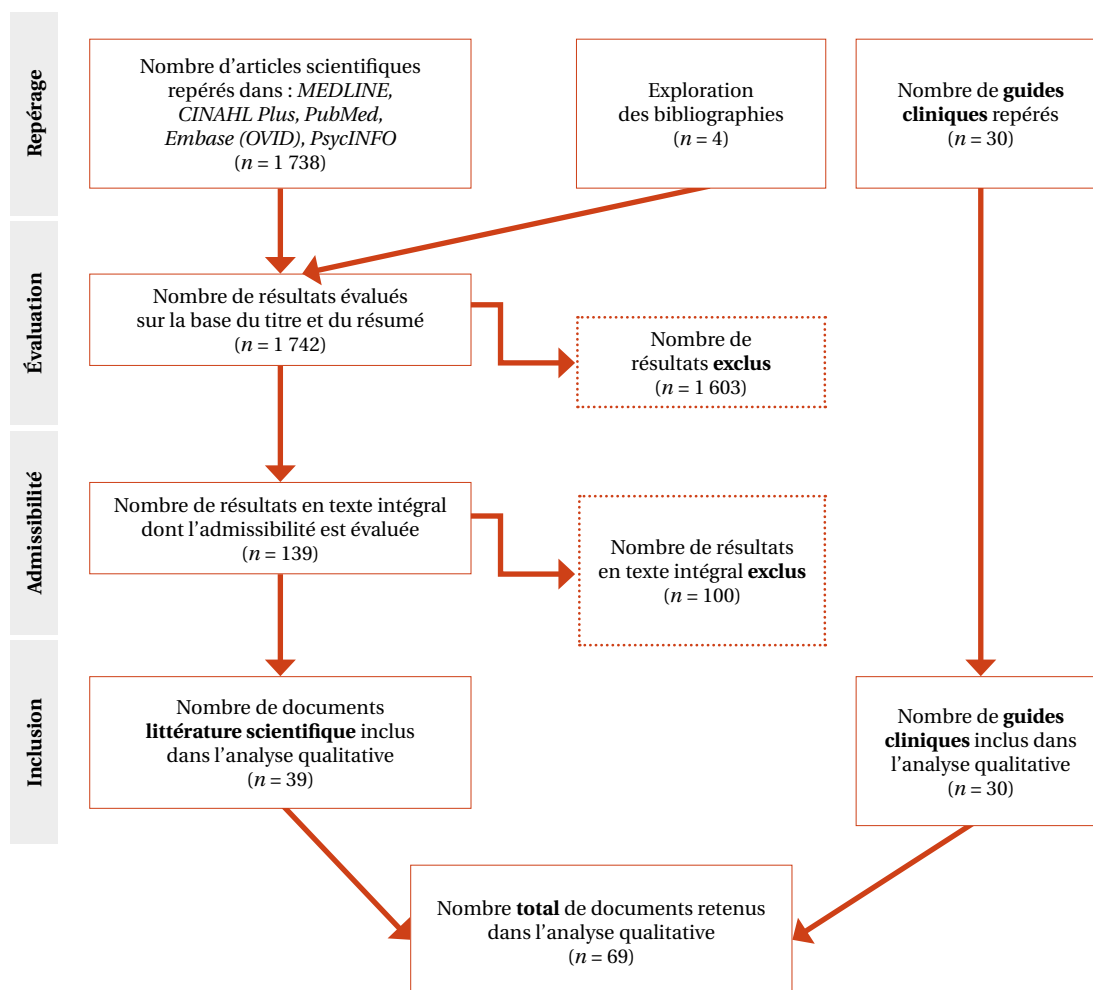 Repérage
Nombre d'articles scientifiques
repérés dans : MEDLINE,
CINAHL Plus, PubMed,
Embase (OVID), PsycINFO
(n = 1 738)
Exploration
des bibliographies
(n = 4)
Nombre de guides
cliniques repérés
(n = 30)
Évaluation
Nombre de résultats évalués
sur la base du titre et du résumé
(n = 1 742)
Nombre de
résultats exclus
(n = 1 603)
Admissibilité
Nombre de résultats en texte intégral
dont l'admissibilité est évaluée
(n = 139)
Nombre de résultats
en texte intégral exclus
(n = 100)
Inclusion
Nombre de documents
littérature scientifique inclus
dans l'analyse qualitative
(n = 39)
Nombre de guides
cliniques inclus dans
l'analyse qualitative
(n = 30)
Nombre total de documents retenus
dans l'analyse qualitative
(n = 69)